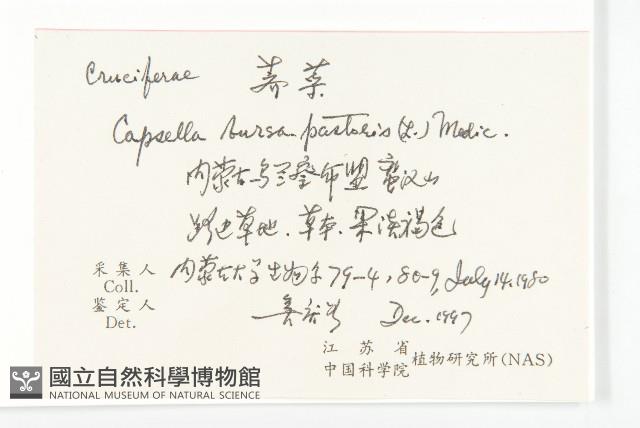 Cruciferae 荠菜
Capsella bursa-pastoris (L.) Medic.
内蒙古乌兰察布盟蛮汉山
路边草地.草本.果淡褐色
采集人 内蒙古大学生物系79-4, 80-9, July 14. 1980
Coll.
鉴定人 Dec. 1997
Det.
江苏省
中国科学院植物研究所(NAS)
國立自然科學博物館
NATIONAL MUSEUM OF NATURAL SCIENCE